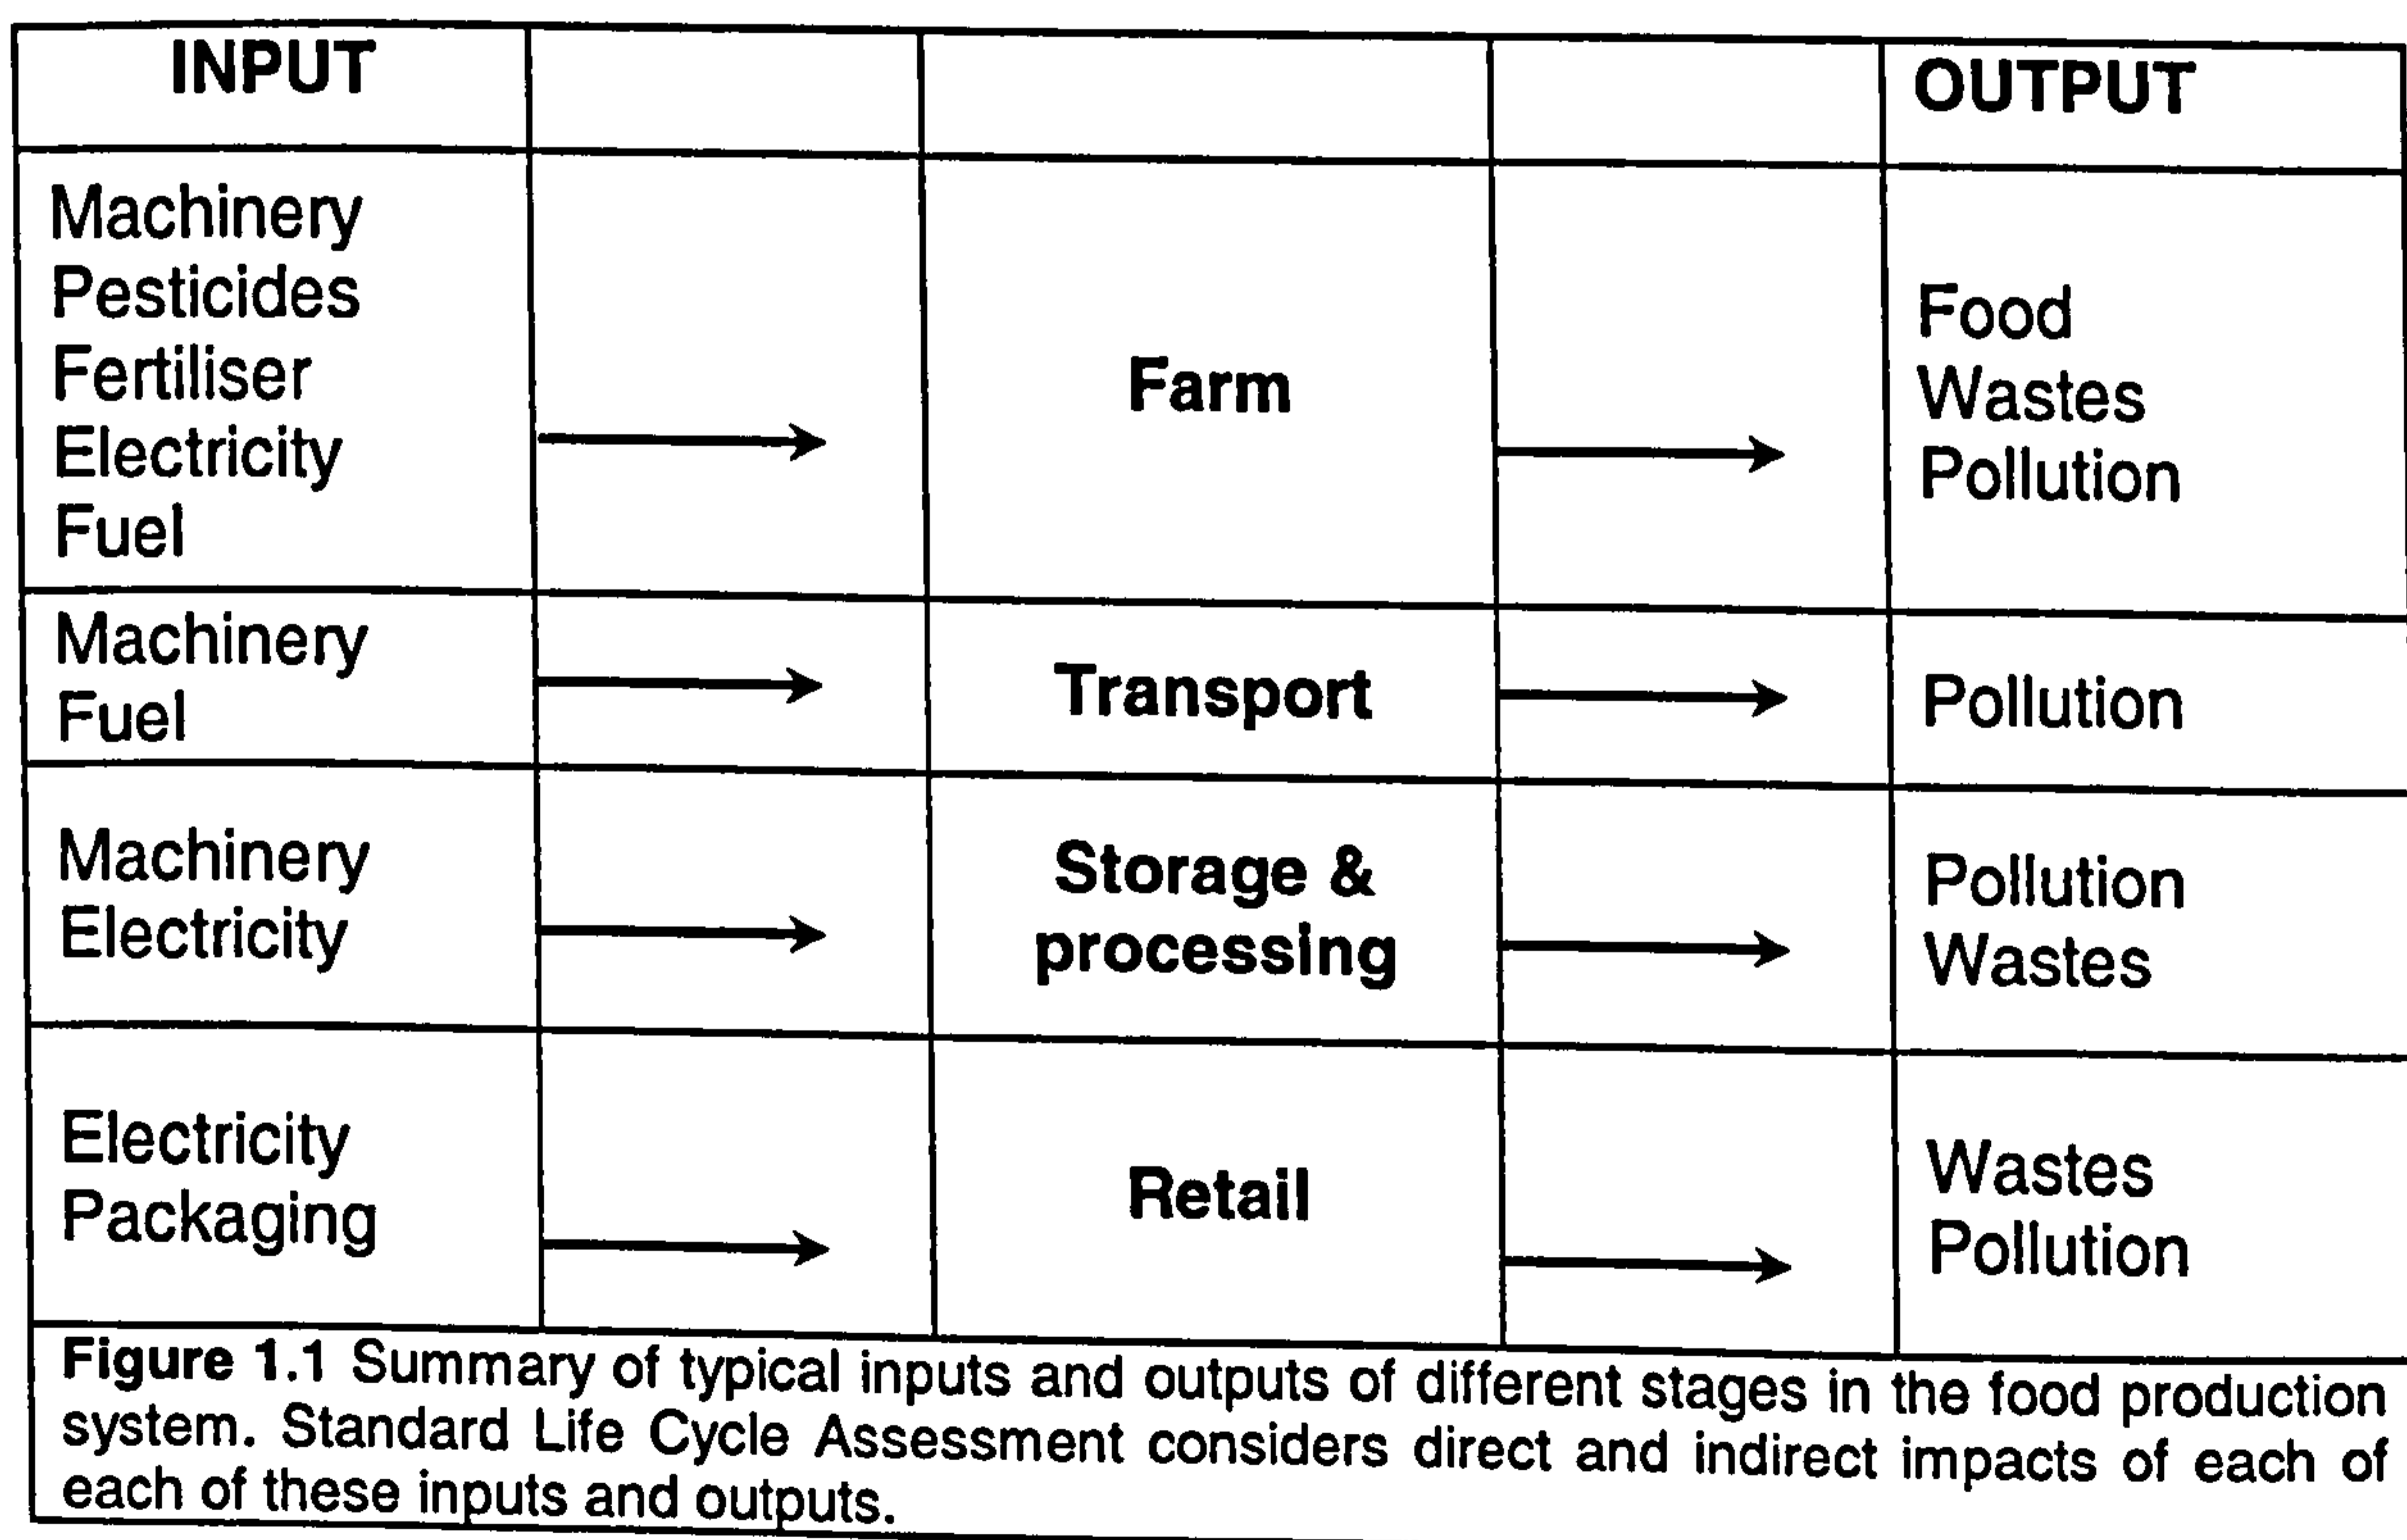 INPUT
OUTPUT
Machinery
Pesticides
Fertiliser
Electricity
Fuel
Farm
Food
Wastes
Pollution
Machinery
Fuel
Transport
Pollution
Machinery
Electricity
Storage &
processing
Pollution
Wastes
Electricity
Packaging
Retail
Wastes
Pollution
Figure 1.1 Summary of typical inputs and outputs of different stages in the food production
system. Standard Life Cycle Assessment considers direct and indirect impacts of each of
each of these inputs and outputs.